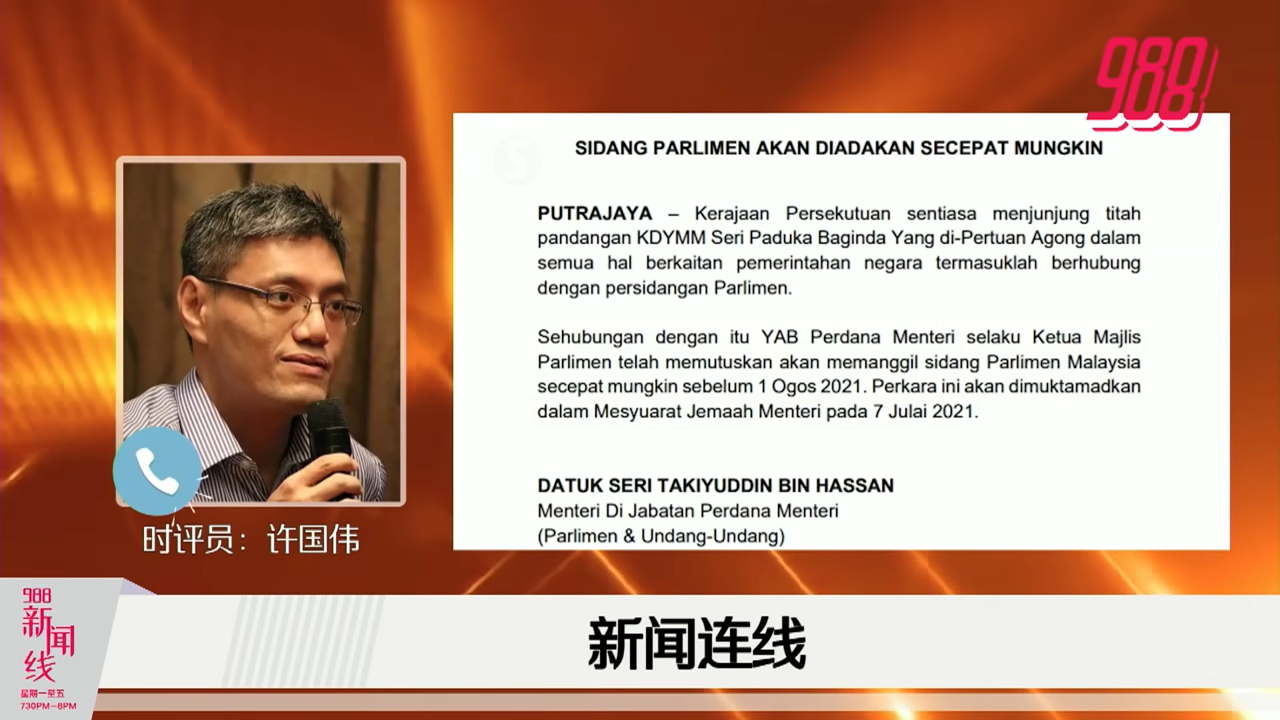 988
SIDANG PARLIMEN AKAN DIADAKAN SECEPAT MUNGKIN
PUTRAJAYA – Kerajaan Persekutuan sentiasa menjunjung titah
pandangan KDYMM Seri Paduka Baginda Yang di-Pertuan Agong dalam
semua hal berkaitan pemerintahan negara termasuklah berhubung
dengan persidangan Parlimen.
Sehubungan dengan itu YAB Perdana Menteri selaku Ketua Majlis
Parlimen telah memutuskan akan memanggil sidang Parlimen Malaysia
secepat mungkin sebelum 1 Ogos 2021. Perkara ini akan dimuktamadkan
dalam Mesyuarat Jemaah Menteri pada 7 Julai 2021.
DATUK SERI TAKIYUDDIN BIN HASSAN
Menteri Di Jabatan Perdana Menteri
(Parlimen & Undang-Undang)
时评员：许国伟
988
新闻线
星期一至五
730PM-8PM
新闻连线